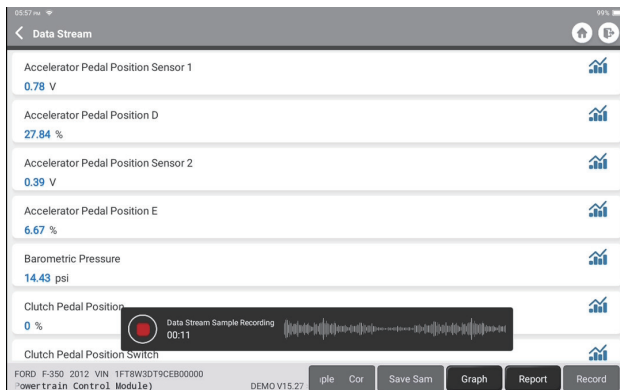 05:57 PM
99%
Data Stream
Accelerator Pedal Position Sensor 1
0.78 V
Accelerator Pedal Position D
27.84 %
Accelerator Pedal Position Sensor 2
0.39 V
Accelerator Pedal Position E
6.67 %
Barometric Pressure
14.43 psi
Clutch Pedal Position
0 %
Data Stream Sample Recording
00:11
Clutch Pedal Position Switch
FORD F-350 2012 VIN 1FT8W3DT9CEB00000
Powertrain Control Module)
DEMO V15.27
ple Cor
Save Sam
Graph
Report
Record